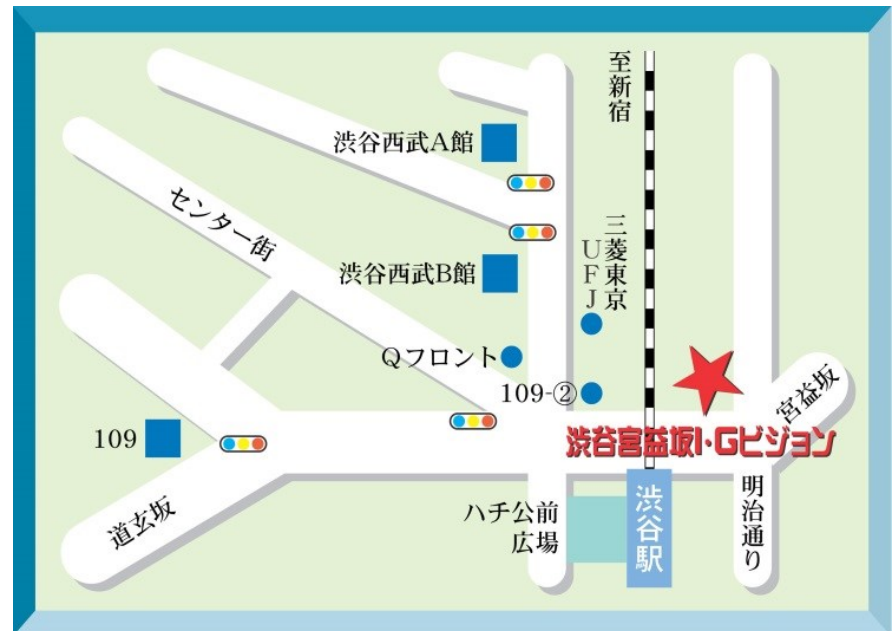 至新宿
渋谷西武A館
センター街
三菱東京
UFJ
渋谷西武B館
Qフロント
109-②
宮益坂
109
渋谷宮益坂I・Gビジョン
道玄坂
ハチ公前
広場
渋谷駅
明治通り